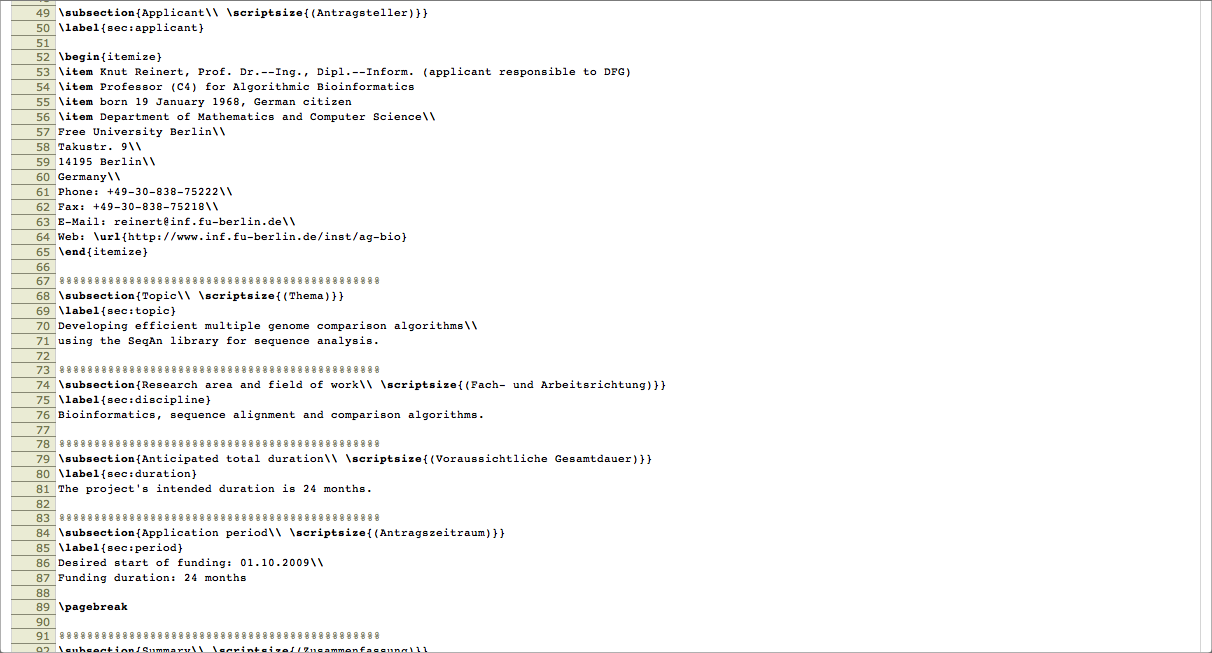 49 \subsection{Applicant\\ \scriptsize{(Antragsteller)}}
50 \label{sec:applicant}
51
52 \begin{itemize}
53 \item Knut Reinert, Prof. Dr.--Ing., Dipl.--Inform. (applicant responsible to DFG)
54 \item Professor (C4) for Algorithmic Bioinformatics
55 \item born 19 January 1968, German citizen
56 \item Department of Mathematics and Computer Science\\
57 Free University Berlin\\
58 Takustr. 9\\
59 14195 Berlin\\
60 Germany\\
61 Phone: +49-30-838-75222\\
62 Fax: +49-30-838-75218\\
63 E-Mail: reinert@inf.fu-berlin.de\\
64 Web: \url{http://www.inf.fu-berlin.de/inst/ag-bio}
65 \end{itemize}
66
67 %%%%%%%%%%%%%%%%%%%%%%%%%%%%%%%%%%%%%%%%%%%%%%
68 \subsection{Topic\\ \scriptsize{(Thema)}}
69 \label{sec:topic}
70 Developing efficient multiple genome comparison algorithms\\
71 using the SeqAn library for sequence analysis.
72
73 %%%%%%%%%%%%%%%%%%%%%%%%%%%%%%%%%%%%%%%%%%%%%%
74 \subsection{Research area and field of work\\ \scriptsize{(Fach- und Arbeitsrichtung)}}
75 \label{sec:discipline}
76 Bioinformatics, sequence alignment and comparison algorithms.
77
78 %%%%%%%%%%%%%%%%%%%%%%%%%%%%%%%%%%%%%%%%%%%%%%
79 \subsection{Anticipated total duration\\ \scriptsize{(Voraussichtliche Gesamtdauer)}}
80 \label{sec:duration}
81 The project's intended duration is 24 months.
82
83 %%%%%%%%%%%%%%%%%%%%%%%%%%%%%%%%%%%%%%%%%%%%%%
84 \subsection{Application period\\ \scriptsize{(Antragszeitraum)}}
85 \label{sec:period}
86 Desired start of funding: 01.10.2009\\
87 Funding duration: 24 months
88
89 \pagebreak
90
91 %%%%%%%%%%%%%%%%%%%%%%%%%%%%%%%%%%%%%%%%%%%%%%
92 \subsection{Summary\\ \scriptsize{(Zusammenfassung)}}